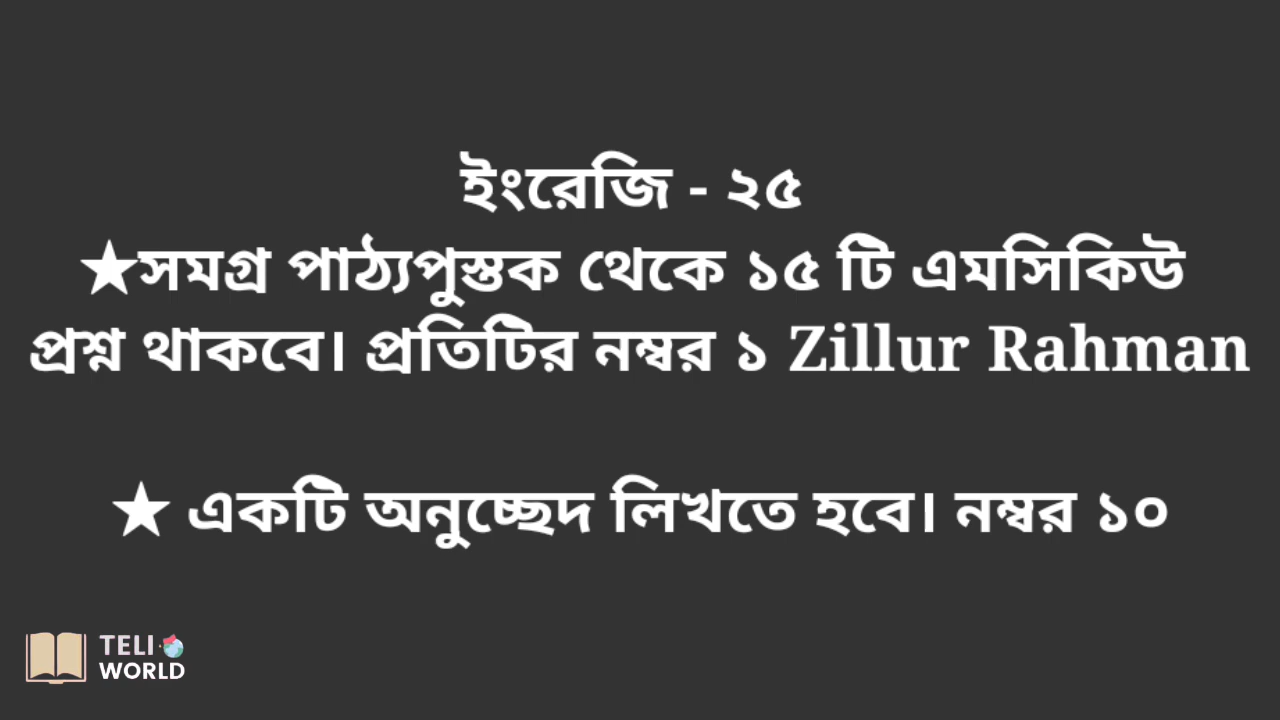 ইংরেজি - ২৫
★সমগ্র পাঠ্যপুস্তক থেকে ১৫ টি এমসিকিউ
প্রশ্ন থাকবে। প্রতিটির নম্বর ১ Zillur Rahman
★ একটি অনুচ্ছেদ লিখতে হবে। নম্বর ১০
TELI
WORLD